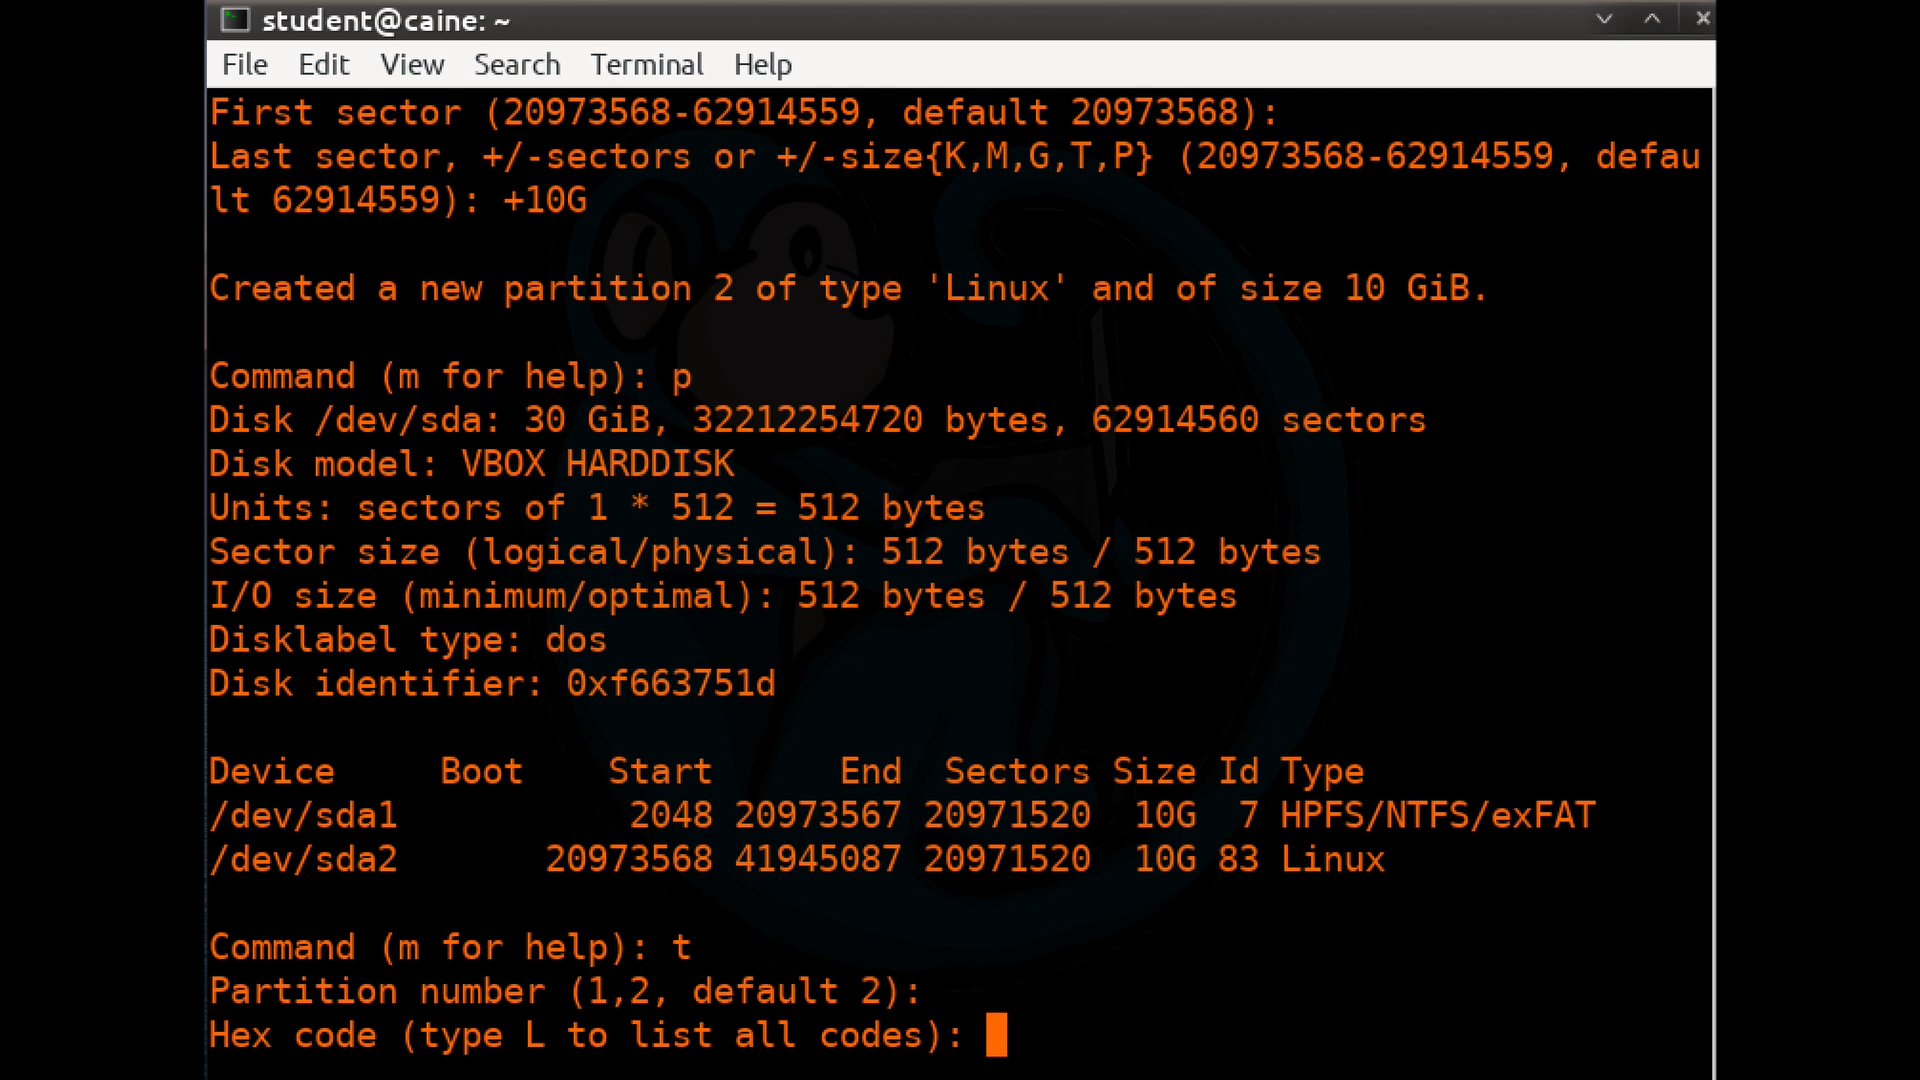 student@caine: ~
File Edit View Search Terminal Help
First sector (20973568-62914559, default 20973568):
Last sector, +/-sectors or +/-size{K,M,G,T,P} (20973568-62914559, defau
lt 62914559): +10G
Created a new partition 2 of type 'Linux' and of size 10 GiB.
Command (m for help): p
Disk /dev/sda: 30 GiB, 32212254720 bytes, 62914560 sectors
Disk model: VBOX HARDDISK
Units: sectors of 1 * 512 = 512 bytes
Sector size (logical/physical): 512 bytes / 512 bytes
I/O size (minimum/optimal): 512 bytes / 512 bytes
Disklabel type: dos
Disk identifier: 0xf663751d
Device     Boot    Start      End  Sectors Size Id Type
/dev/sda1           2048 20973567 20971520  10G  7 HPFS/NTFS/exFAT
/dev/sda2       20973568 41945087 20971520  10G 83 Linux
Command (m for help): t
Partition number (1,2, default 2):
Hex code (type L to list all codes):